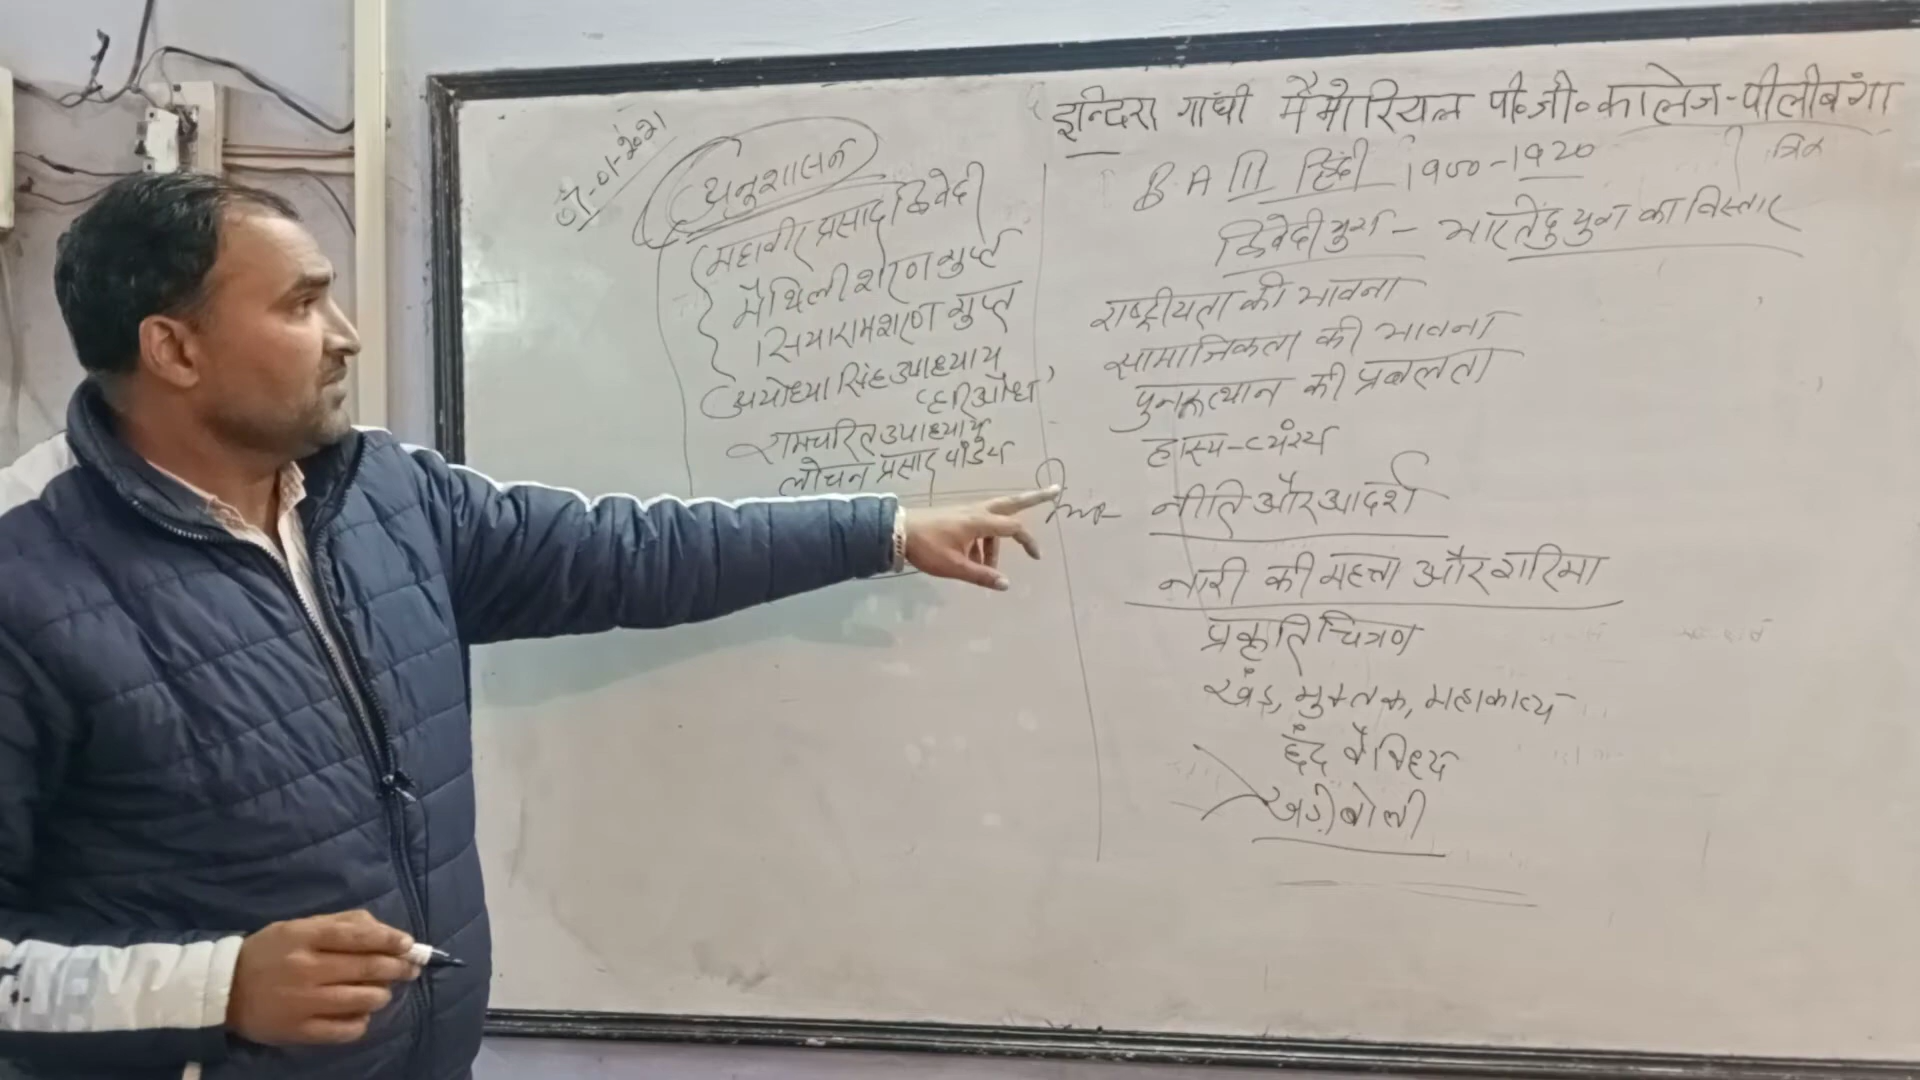 इन्दिरा गांधी मैमोरियल पी॰जी॰कालेज-पीलीबंगा
B A III हिंदी 1900-1920
द्विवेदी युग - भारतेंदु युग का विस्तार
राष्ट्रीयता की भावना
सामाजिकता की भावना
पुनरूत्थान की प्रबलता
हास्य-व्यंग्य
Imp- नीति और आदर्श
नारी की महत्ता और गरिमा
प्रकृति चित्रण
खंड, मुक्तक, महाकाव्य
छंद वैविध्य
खड़ी बोली
-01-2021
अनुशासन
महावीर प्रसाद द्विवेदी
मैथिलीशरण गुप्त
सियारामशरण गुप्त
अयोध्या सिंह उपाध्याय
'हरिऔध'
रामचरित उपाध्याय
लोचन प्रसाद पांडेय